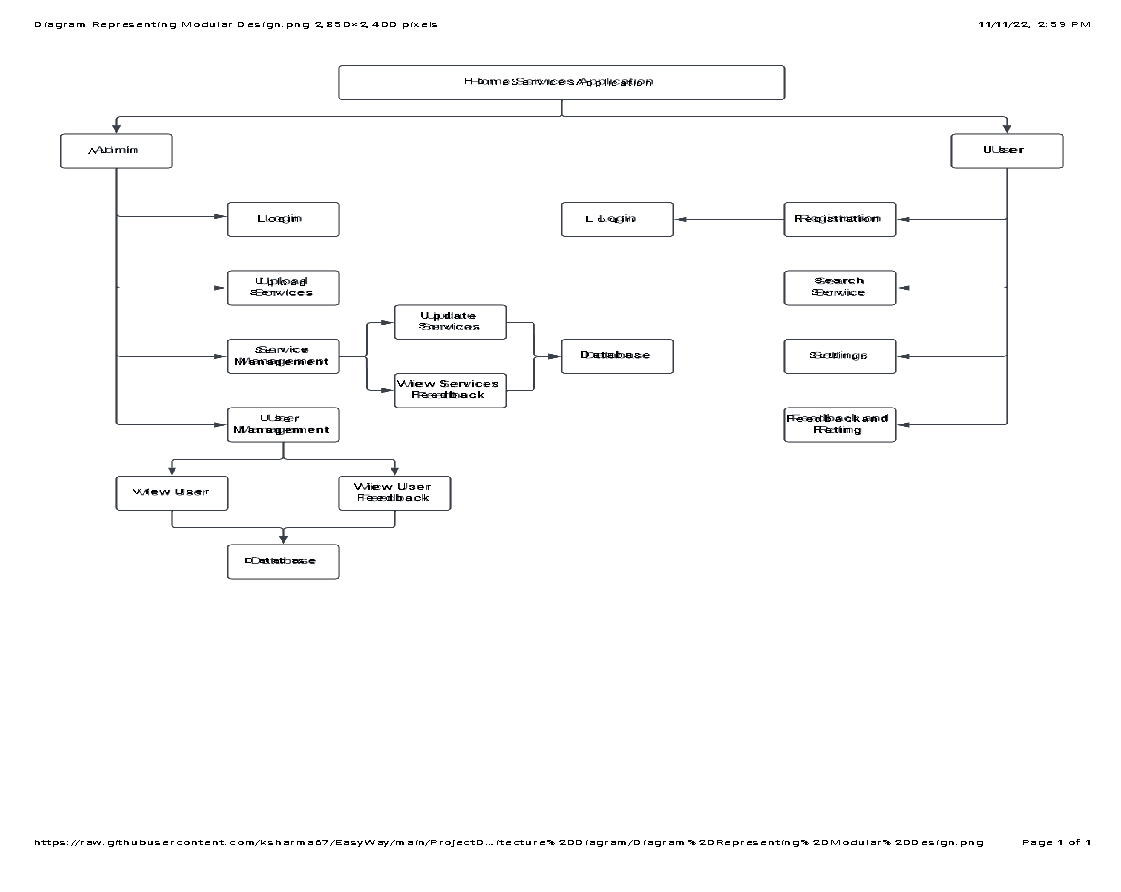 Diagram Representing Modular Design.png 2,850×2,400 pixels
11/11/22, 2:59 PM
Home Services Application
Admin
User
Login
Login
Registration
Upload
Services
Search
Service
Update
Services
Service
Management
Database
Settings
View Services
Feedback
User
Management
Feedback and
Rating
View User
View User
Feedback
Database
https://raw.githubusercontent.com/ksharma67/EasyWay/main/ProjectD...itecture%20Diagram/Diagram%20Representing%20Modular%20Design.png
Page 1 of 1